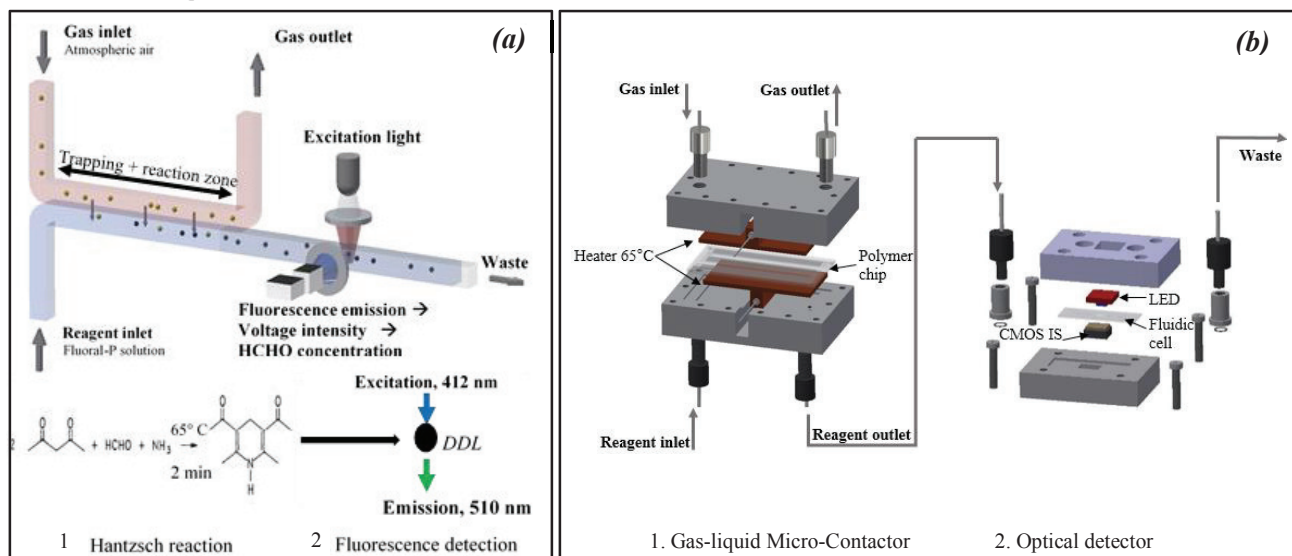 (a)
Gas inlet
Atmospheric air
Gas outlet
Trapping + reaction zone
Excitation light
Waste
Fluorescence emission →
Voltage intensity →
HCHO concentration
Reagent inlet
Fluoral-P solution
Excitation, 412 nm
2
O O
+ HCHO + NH3
65° C
2 min
O O
N
H
DDL
Emission, 510 nm
1 Hantzsch reaction
2 Fluorescence detection
(b)
Gas inlet
Gas outlet
Heater 65°C
Polymer
chip
Reagent inlet
Reagent outlet
Waste
LED
Fluidic
cell
CMOS IS
1. Gas-liquid Micro-Contactor
2. Optical detector